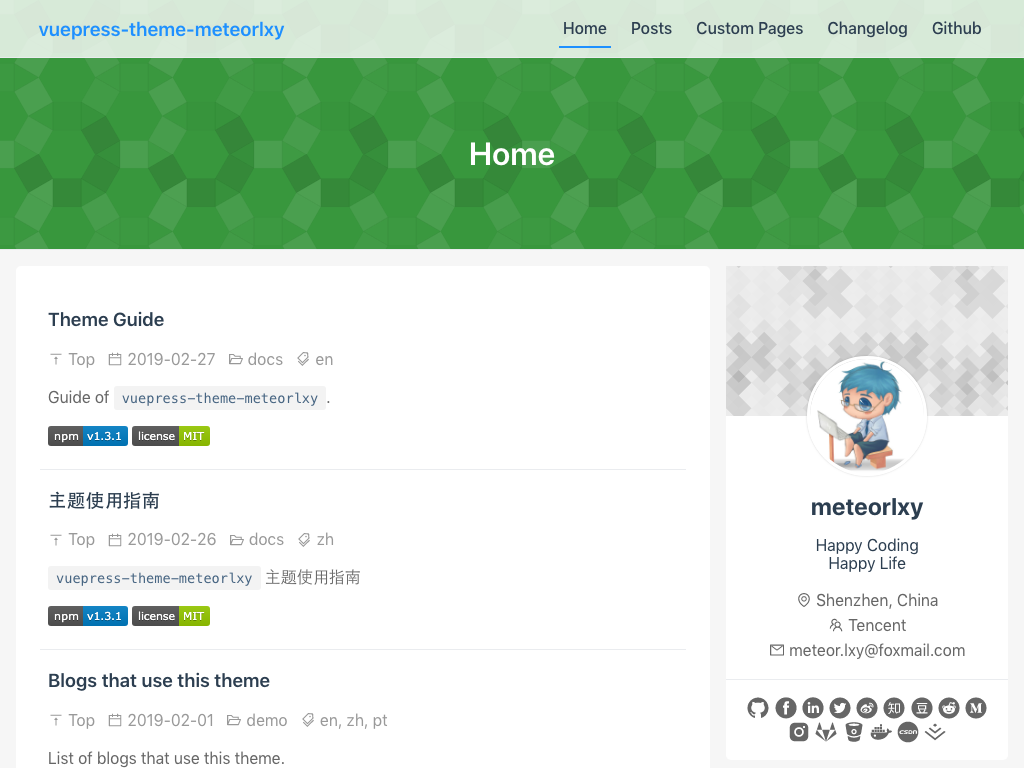 vuepress-theme-meteorlxy
Home Posts Custom Pages Changelog Github
Home
Theme Guide
Top 2019-02-27 docs en
Guide of vuepress-theme-meteorlxy.
npm v1.3.1 license MIT
主题使用指南
Top 2019-02-26 docs zh
vuepress-theme-meteorlxy 主题使用指南
npm v1.3.1 license MIT
Blogs that use this theme
Top 2019-02-01 demo en, zh, pt
List of blogs that use this theme.
meteorlxy
Happy Coding
Happy Life
Shenzhen, China
Tencent
meteor.lxy@foxmail.com
知 豆
CSDN